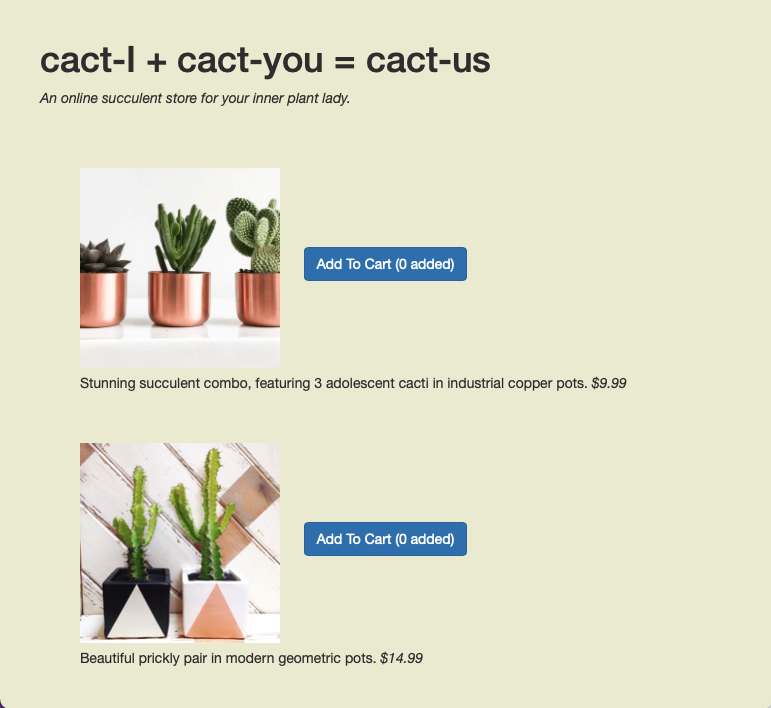 cact-I + cact-you = cact-us
An online succulent store for your inner plant lady.
Add To Cart (0 added)
Stunning succulent combo, featuring 3 adolescent cacti in industrial copper pots. $9.99
Add To Cart (0 added)
Beautiful prickly pair in modern geometric pots. $14.99